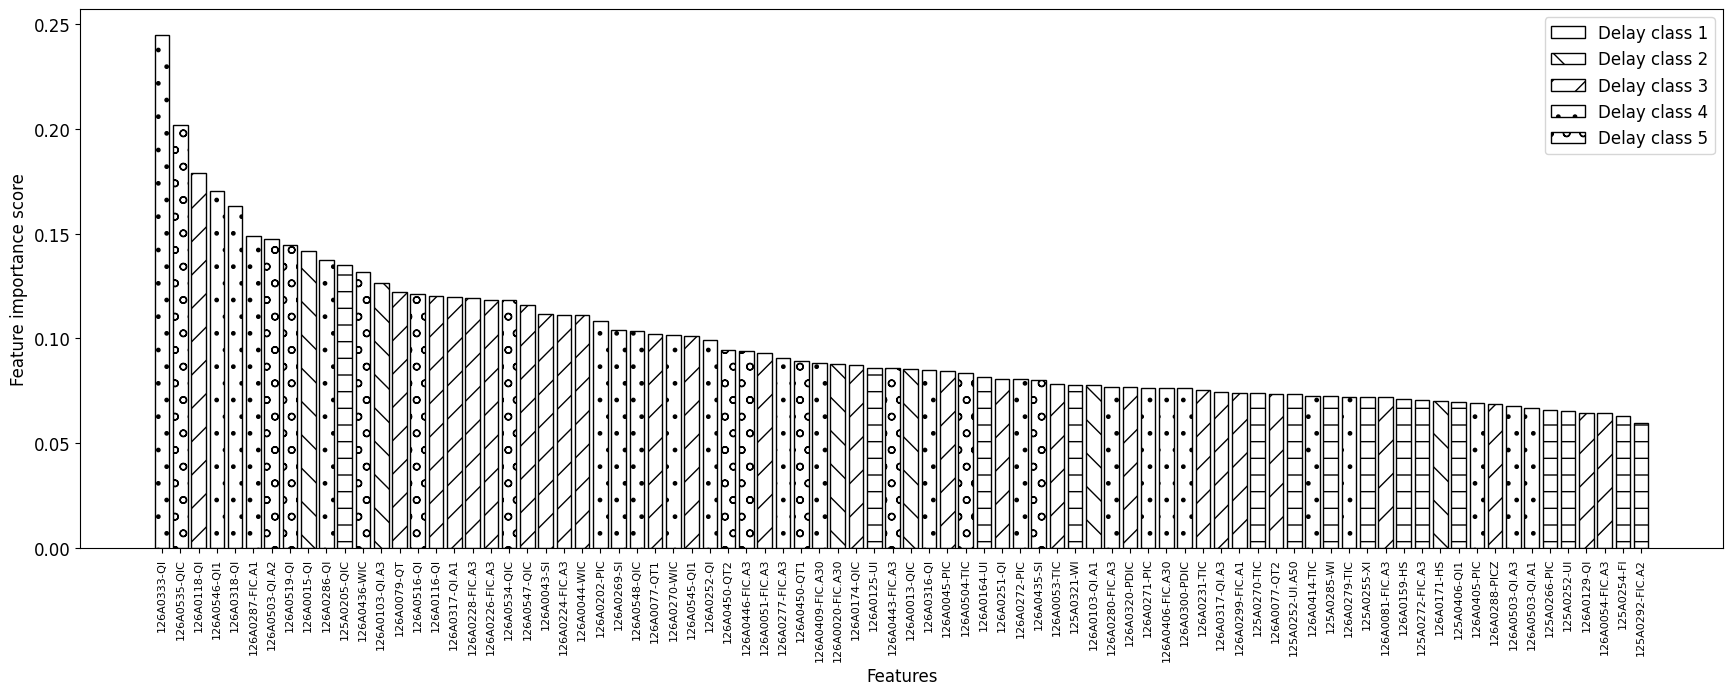 Feature importance score
0.25
0.20
0.15
0.10
0.05
0.00
Delay class 1
Delay class 2
Delay class 3
Delay class 4
Delay class 5
126A0333-QI
126A0535-QIC
126A0118-QI
126A0546-QI1
126A0318-QI
126A0287-FIC.A1
126A0503-QI.A2
126A0519-QI
126A0015-QI
126A0286-QI
125A0205-QIC
126A0436-WIC
126A0103-QI.A3
126A0079-QT
126A0516-QI
126A0116-QI
126A0317-QI.A1
126A0228-FIC.A3
126A0226-FIC.A3
126A0534-QIC
126A0547-QIC
126A0043-SI
126A0224-FIC.A3
126A0044-WIC
126A0202-PIC
126A0269-SI
126A0548-QIC
126A0077-QT1
126A0270-WIC
126A0545-QI1
126A0252-QI
126A0450-QT2
126A0446-FIC.A3
126A0051-FIC.A3
126A0277-FIC.A3
126A0450-QT1
126A0409-FIC.A30
126A0020-FIC.A30
126A0174-QIC
126A0125-UI
126A0443-FIC.A3
126A0013-QIC
126A0316-QI
126A0045-PIC
126A0504-TIC
126A0164-UI
126A0251-QI
126A0272-PIC
126A0435-SI
126A0053-TIC
125A0321-WI
126A0103-QI.A1
126A0280-FIC.A3
126A0320-PDIC
126A0271-PIC
126A0406-FIC.A30
126A0300-PDIC
126A0231-TIC
126A0317-QI.A3
126A0299-FIC.A1
125A0270-TIC
126A0077-QT2
125A0252-UI.A50
126A0414-TIC
125A0285-WI
126A0279-TIC
125A0255-XI
126A0081-FIC.A3
126A0159-HS
125A0272-FIC.A3
126A0171-HS
125A0406-QI1
126A0405-PIC
126A0288-PICZ
126A0503-QI.A3
126A0503-QI.A1
125A0266-PIC
125A0252-UI
126A0129-QI
126A0054-FIC.A3
125A0254-FI
125A0292-FIC.A2
Features